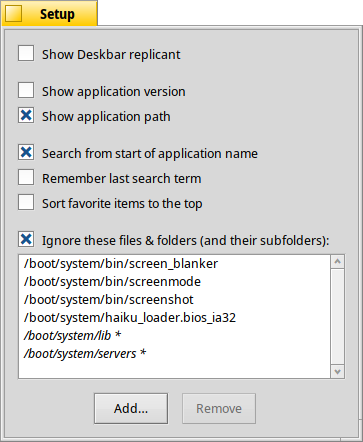 Setup
Show Deskbar replicant
Show application version
Show application path
Search from start of application name
Remember last search term
Sort favorite items to the top
Ignore these files & folders (and their subfolders):
/boot/system/bin/screen_blanker
/boot/system/bin/screenmode
/boot/system/bin/screenshot
/boot/system/haiku_loader.bios_ia32
/boot/system/lib *
/boot/system/servers *
Add... Remove